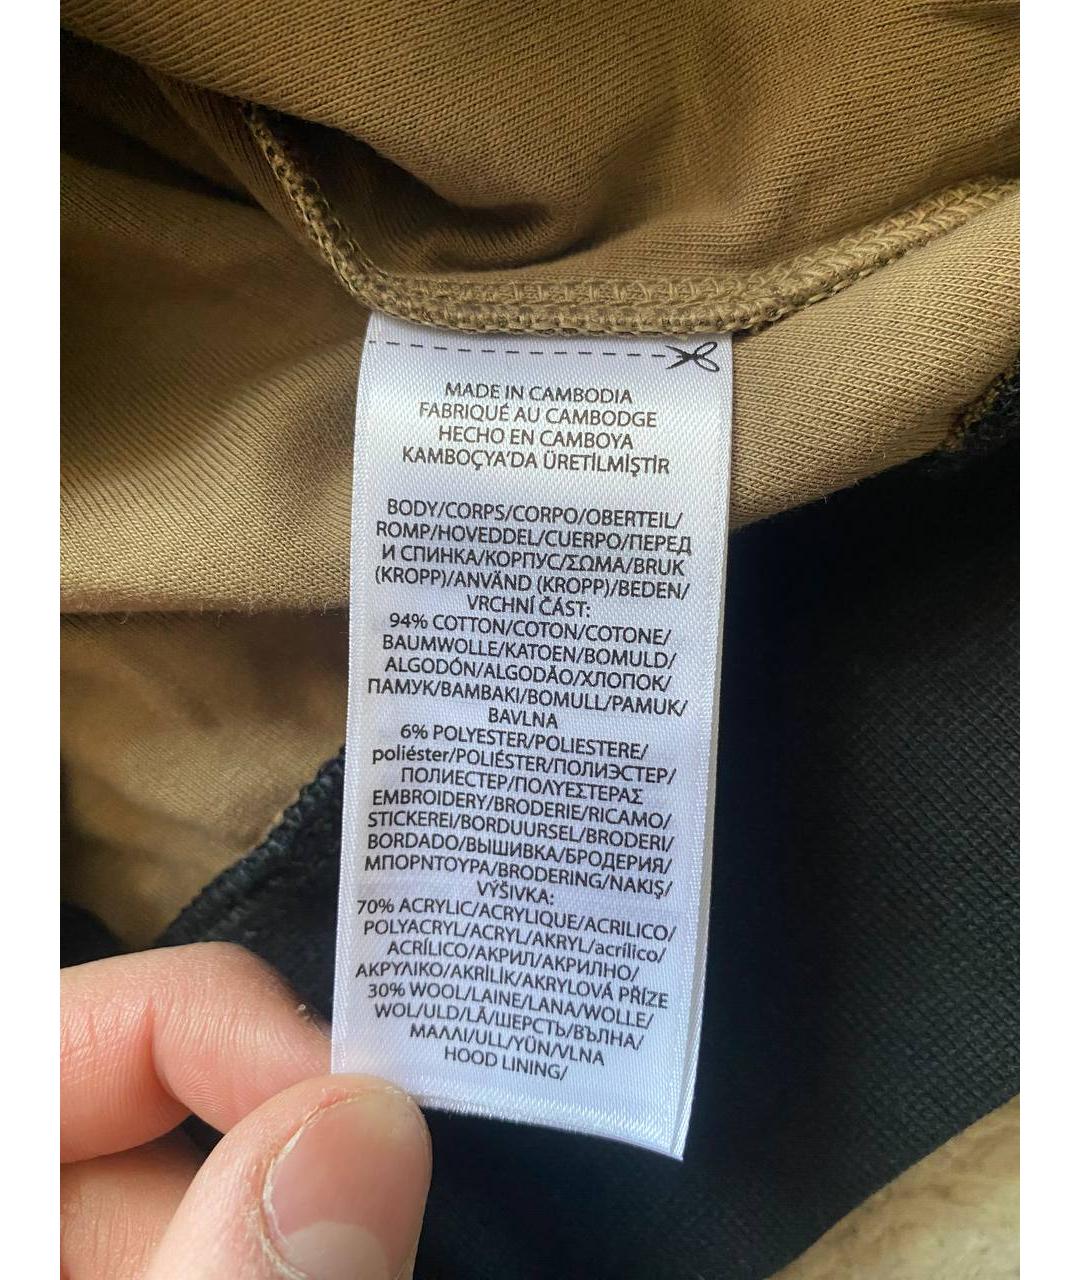 MADE IN CAMBODIA
FABRIQUÉ AU CAMBODGE
HECHO EN CAMBOYA
KAMBOÇYA'DA ÜRETİLMİŞTİR
BODY/CORPS/CORPO/OBERTEIL/
ROMP/HOVEDDEL/CUERPO/ПЕРЕД
И СПИНКА/КОРПУС/ΣΩΜΑ/BRUK
(KROPP)/ANVÄND (KROPP)/BEDEN/
VRCHNÍ ČÁST:
94% COTTON/COTON/COTONE/
BAUMWOLLE/KATOEN/BOMULD/
ALGODÓN/ALGODÃO/ХЛОПОК/
ПАМУК/BAMBAKI/BOMULL/PAMUK/
BAVLNA
6% POLYESTER/POLIESTERE/
poliéster/POLIÉSTER/ПОЛИЭСТЕР/
ПОЛИЕСТЕР/ΠΟΛΥΕΣΤΕΡΑΣ
EMBROIDERY/BRODERIE/RICAMO/
STICKEREI/BORDUURSEL/BRODERI/
BORDADO/ВЫШИВКА/БРОДЕРИЯ/
ΜΠΟΡΝΤΟΥΡΑ/BRODERING/NAKIŞ/
VÝŠIVKA:
70% ACRYLIC/ACRYLIQUE/ACRILICO/
POLYACRYL/ACRYL/AKRYL/acrílico/
ACRÍLICO/АКРИЛ/АКРИЛНО/
ΑΚΡΥΛΙΚΟ/AKRİLİK/AKRYLOVÁ PŘÍZE
30% WOOL/LAINE/LANA/WOLLE/
WOL/ULD/LÃ/ШЕРСТЬ/ВЪЛНА/
ΜΑΛΛΙ/ULL/YÜN/VLNA
HOOD LINING/